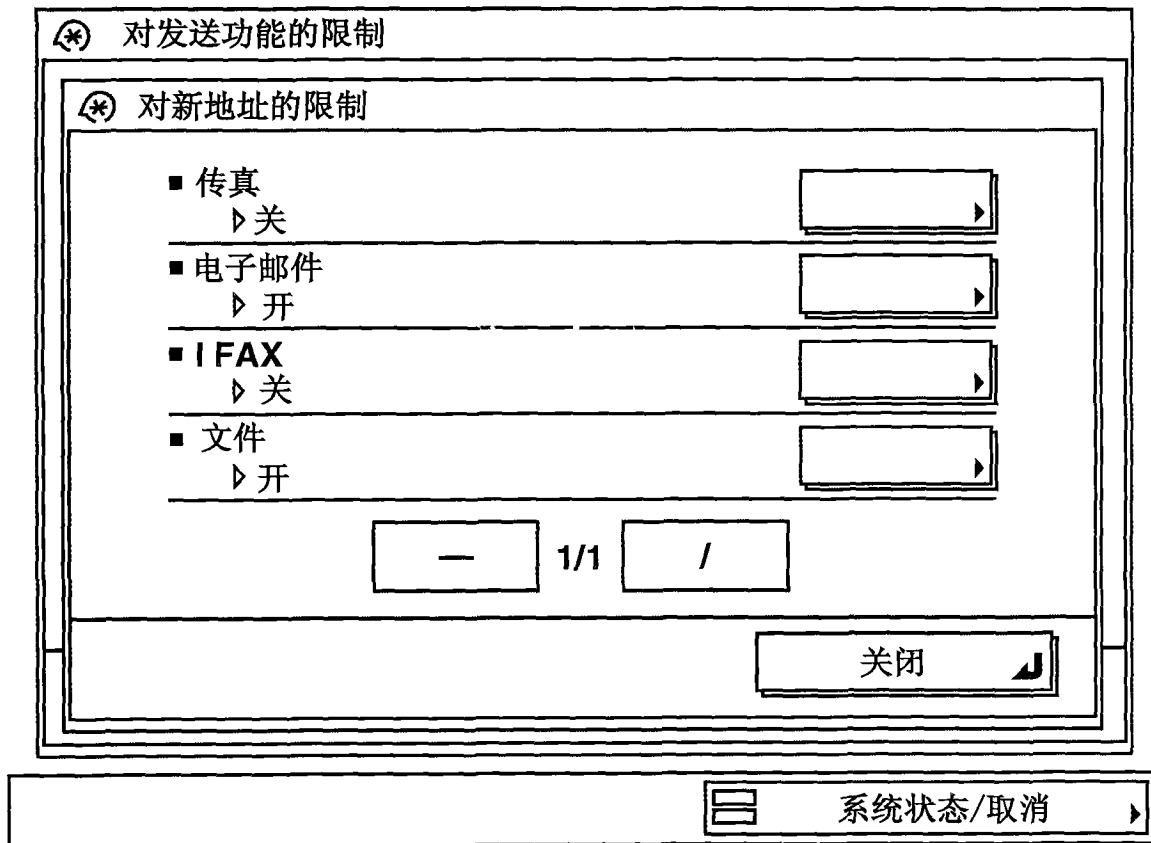 对发送功能的限制
对新地址的限制
■ 传真
▷关
■ 电子邮件
▷ 开
■ I FAX
▷ 关
■ 文件
▷开
— 1/1 /
关闭
系统状态/取消